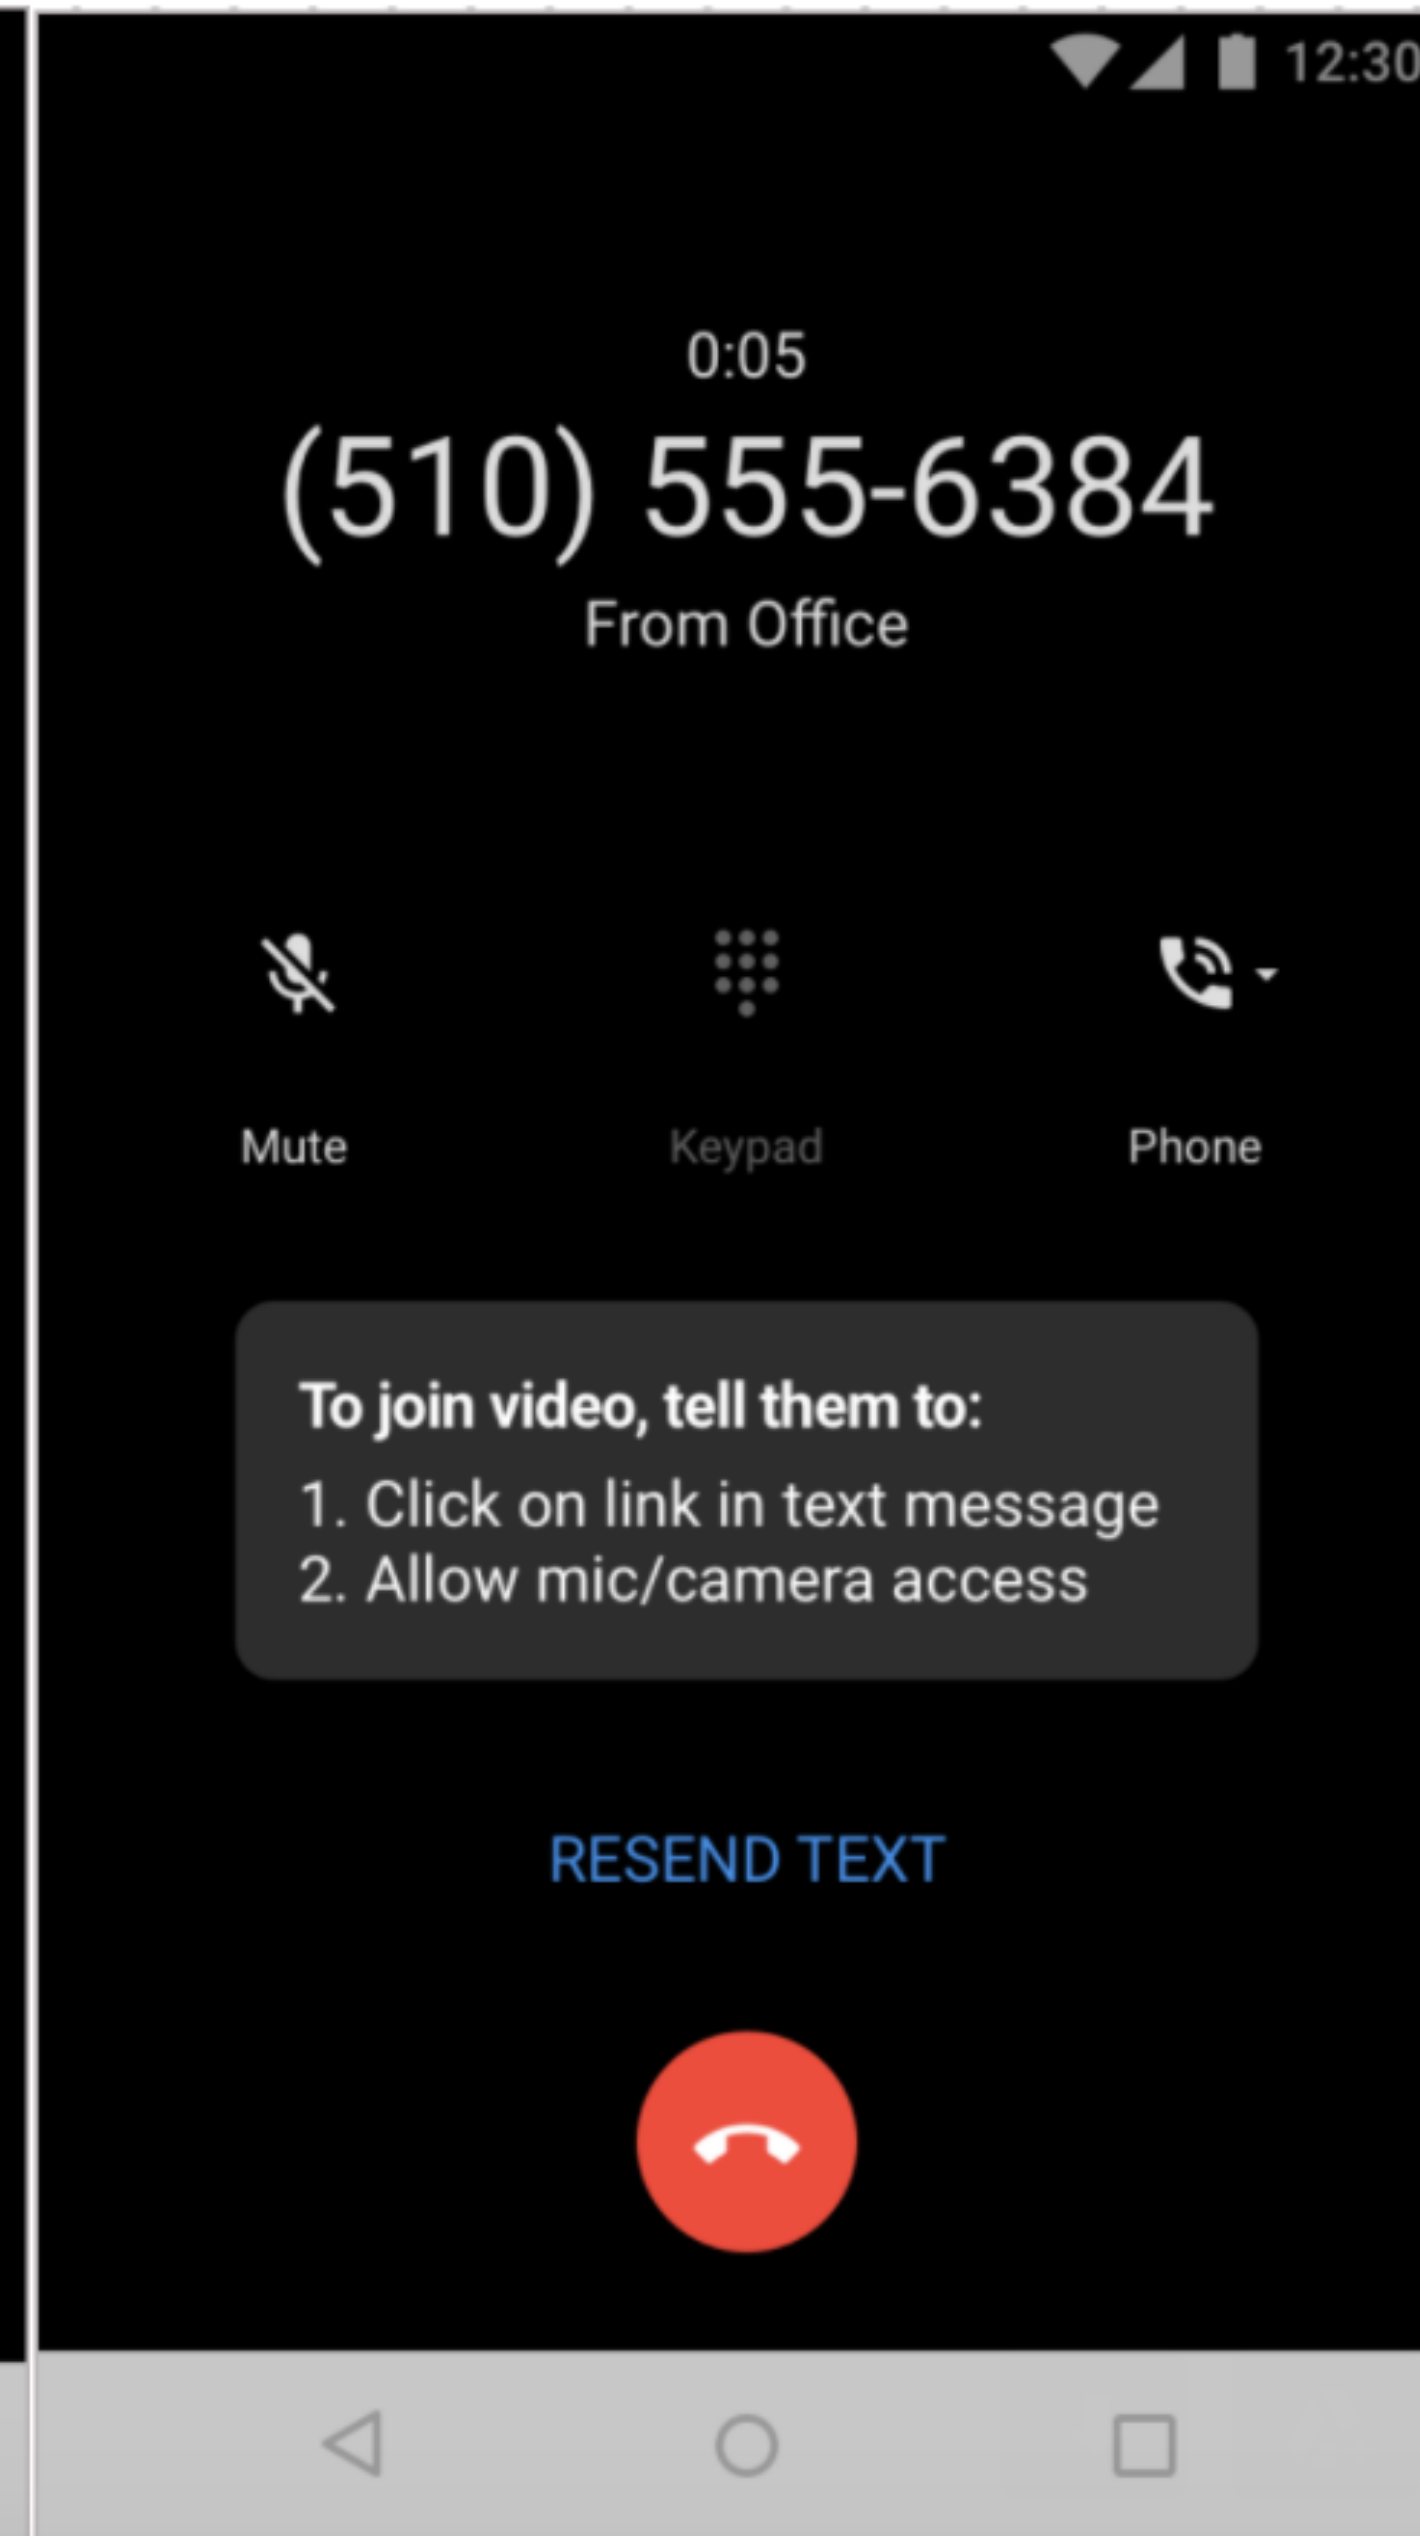 12:30
0:05
(510) 555-6384
From Office
Mute Keypad Phone
To join video, tell them to:
1. Click on link in text message
2. Allow mic/camera access
RESEND TEXT